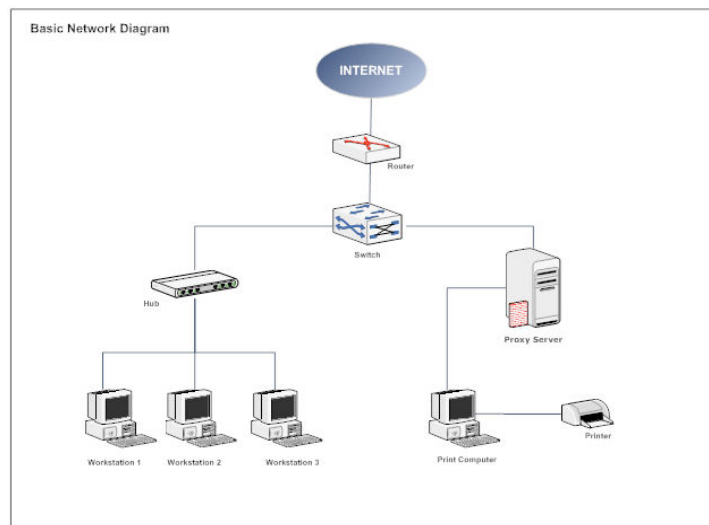 Basic Network Diagram
INTERNET
Router
Switch
Hub
Proxy Server
Workstation 1
Workstation 2
Workstation 3
Print Computer
Printer